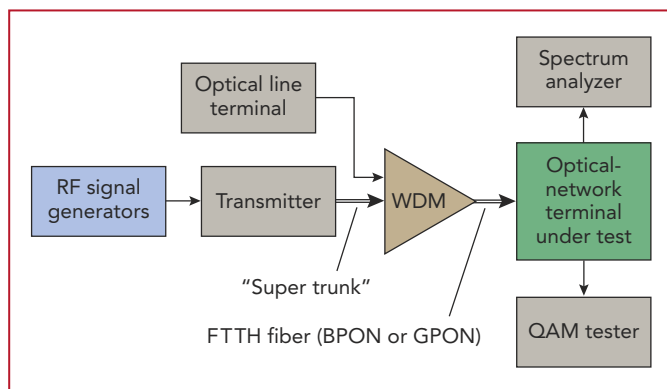 Spectrum
analyzer
Optical line
terminal
RF signal
generators
Transmitter
WDM
Optical-
network
terminal
under test
“Super trunk”
FTTH fiber (BPON or GPON)
QAM tester